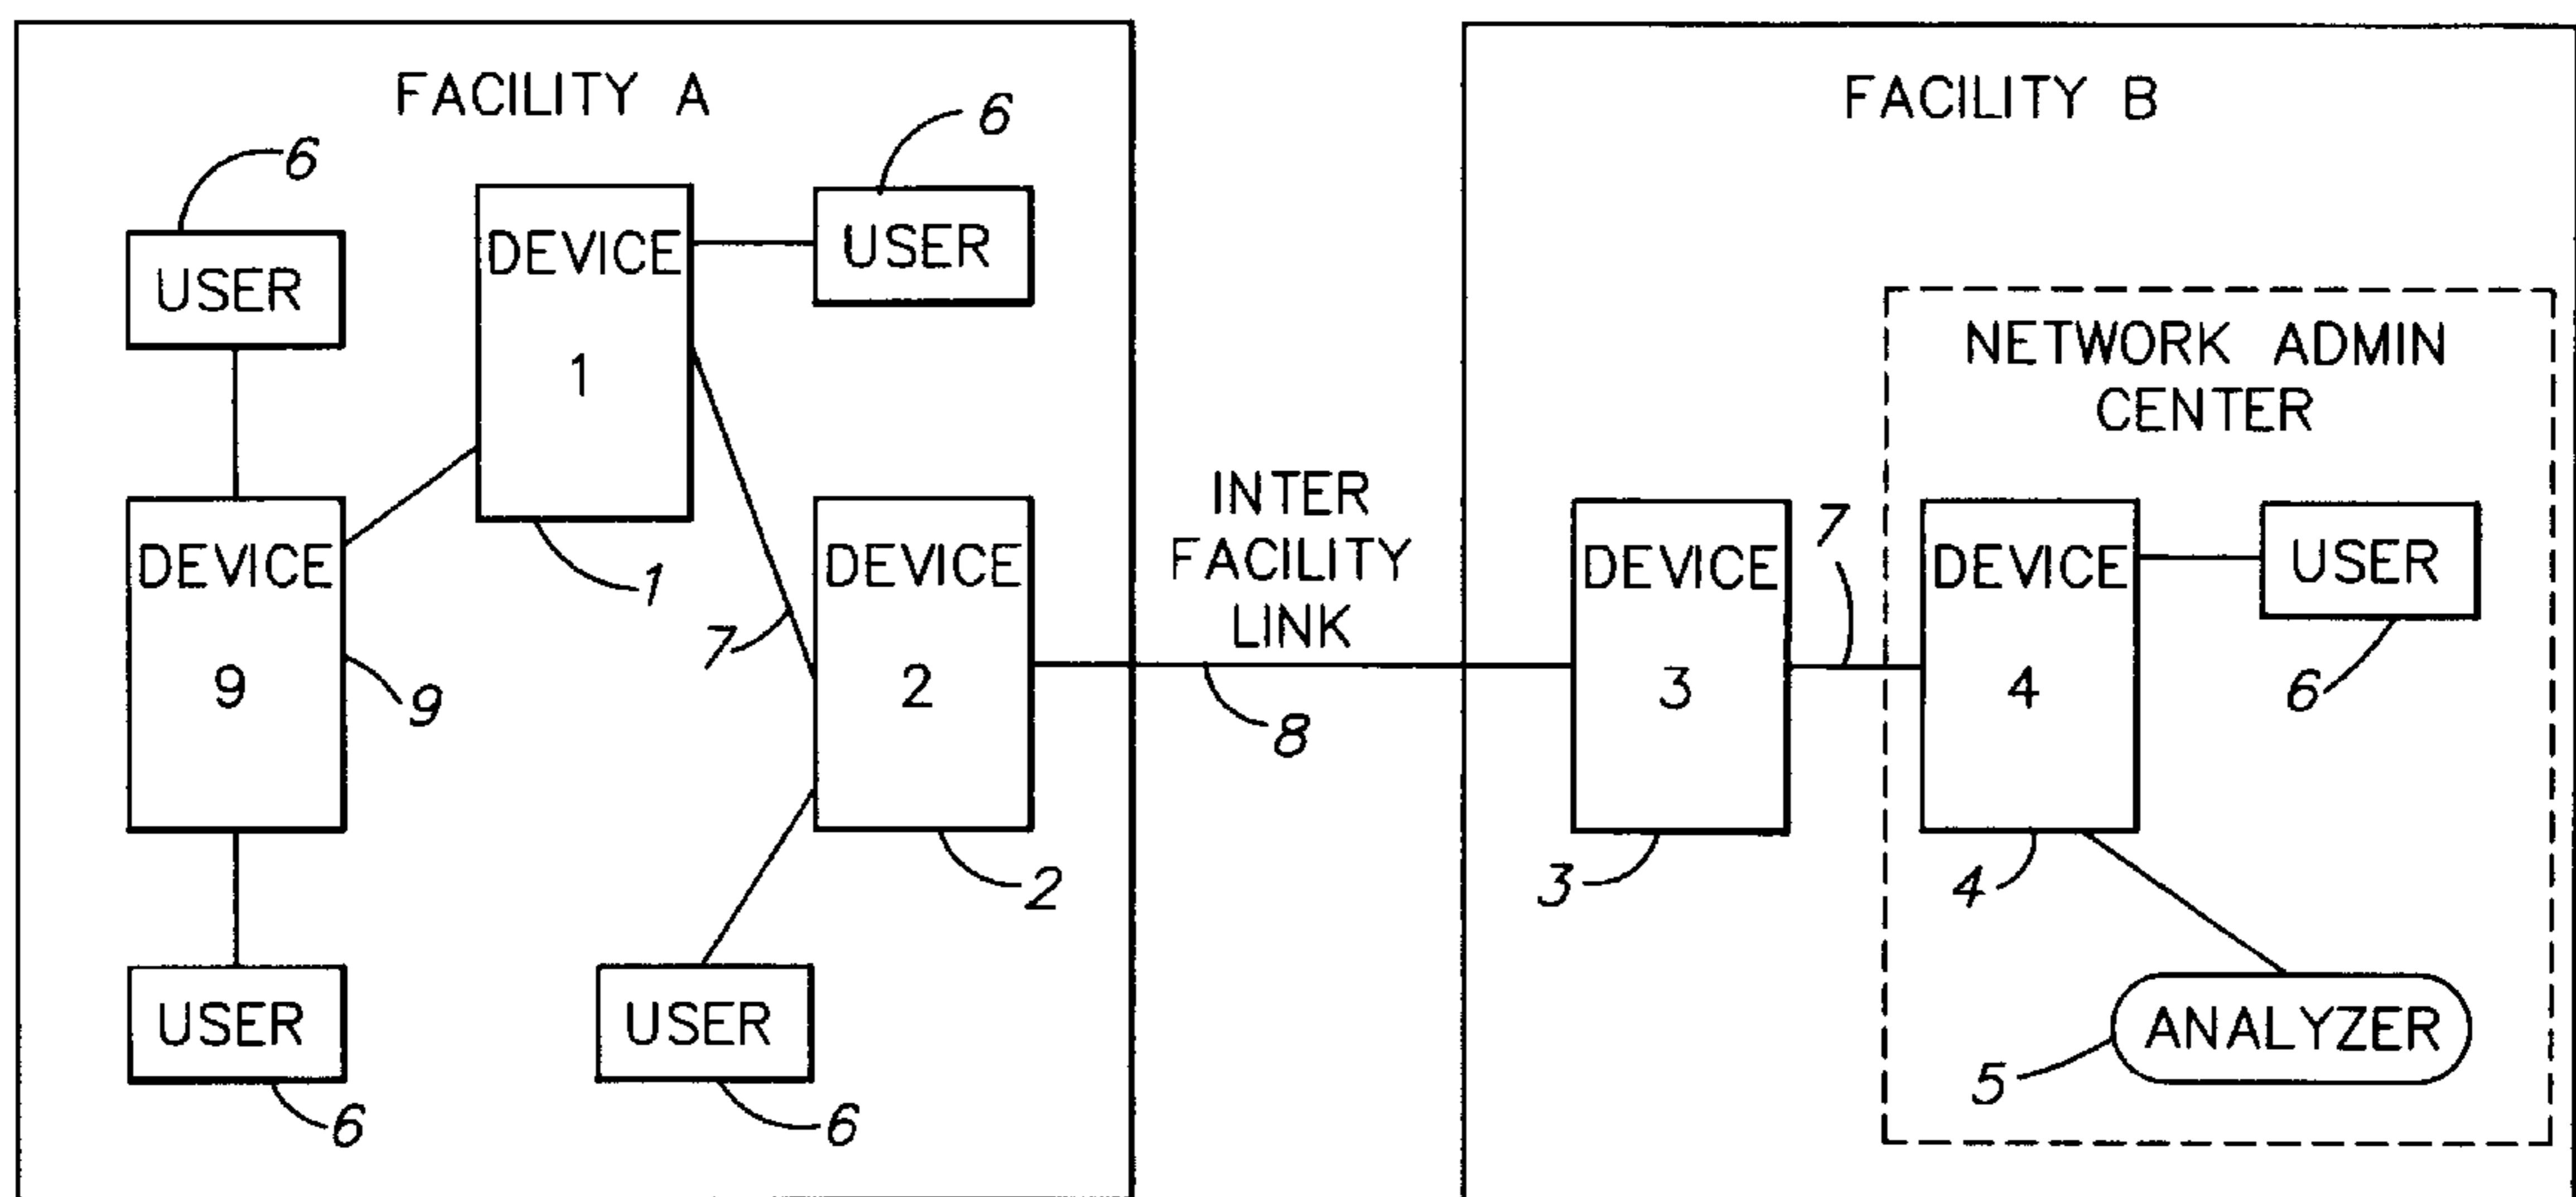 FACILITY A
6
6
USER
DEVICE
1
USER
1
DEVICE
9
9
7
DEVICE
2
2
USER
6
USER
6
INTER
FACILITY
LINK
8
FACILITY B
NETWORK ADMIN
CENTER
DEVICE
3
3
7
DEVICE
4
4
USER
6
ANALYZER
5